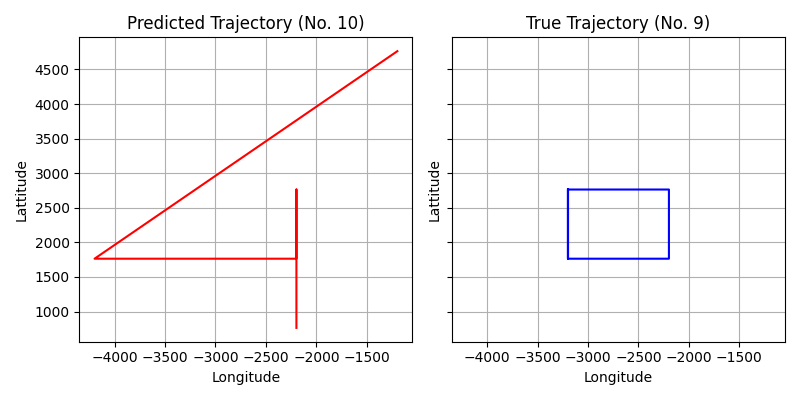 Predicted Trajectory (No. 10)
True Trajectory (No. 9)
Lattitude
4500
4000
3500
3000
2500
2000
1500
1000
−4000 −3500 −3000 −2500 −2000 −1500
Longitude
Lattitude
−4000 −3500 −3000 −2500 −2000 −1500
Longitude